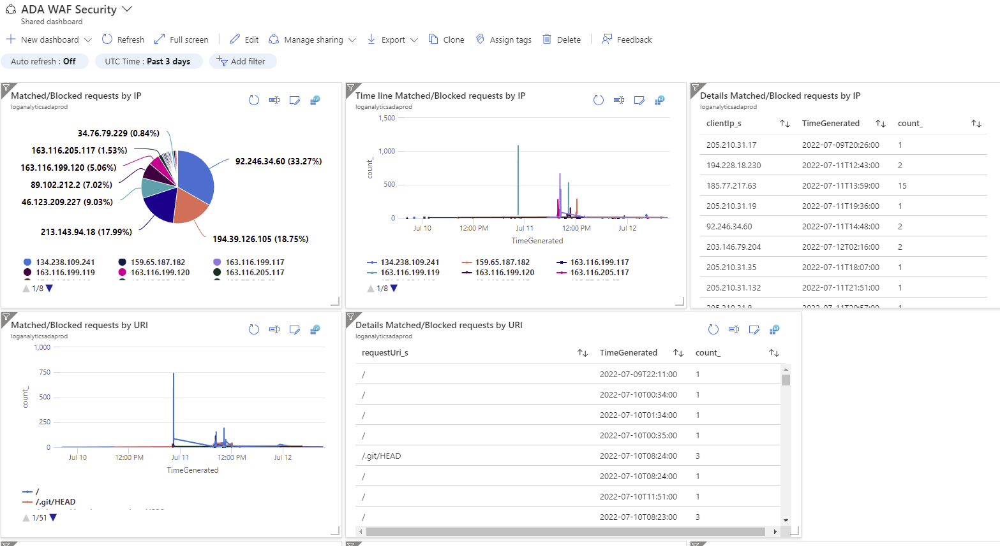 ADA WAF Security
Shared dashboard
New dashboard Refresh Full screen Edit Manage sharing Export Clone Assign tags Delete Feedback
Auto refresh : Off UTC Time : Past 3 days Add filter
Matched/Blocked requests by IP
loganalyticsadaprod
34.76.79.229 (0.84%)
163.116.205.117 (1.53%)
92.246.34.60 (33.27%)
163.116.199.120 (5.06%)
89.102.212.2 (7.02%)
46.123.209.227 (9.03%)
213.143.94.18 (17.99%)
194.39.126.105 (18.75%)
134.238.109.241 159.65.187.182 163.116.199.117
163.116.199.119 163.116.199.120 163.116.205.117
1/8
Time line Matched/Blocked requests by IP
loganalyticsadaprod
1,500
1,000
500
0
count_
Jul 10 12:00 PM Jul 11 12:00 PM Jul 12
TimeGenerated
134.238.109.241 159.65.187.182 163.116.199.117
163.116.199.119 163.116.199.120 163.116.205.117
1/8
Details Matched/Blocked requests by IP
loganalyticsadaprod
clientIp_s TimeGenerated count_
205.210.31.17 2022-07-09T20:26:00 1
194.228.18.230 2022-07-11T12:43:00 2
185.77.217.63 2022-07-11T13:59:00 15
205.210.31.19 2022-07-11T19:36:00 1
92.246.34.60 2022-07-11T14:48:00 2
203.146.79.204 2022-07-12T02:16:00 2
205.210.31.35 2022-07-11T18:07:00 1
205.210.31.132 2022-07-11T21:51:00 1
Matched/Blocked requests by URI
loganalyticsadaprod
1,000
750
500
250
0
count_
Jul 10 12:00 PM Jul 11 12:00 PM Jul 12
TimeGenerated
/
/.git/HEAD
1/51
Details Matched/Blocked requests by URI
loganalyticsadaprod
requestUri_s TimeGenerated count_
/ 2022-07-09T22:11:00 1
/ 2022-07-10T00:34:00 1
/ 2022-07-10T01:34:00 1
/ 2022-07-10T00:35:00 1
/.git/HEAD 2022-07-10T08:24:00 3
/ 2022-07-10T08:24:00 1
/ 2022-07-10T11:51:00 1
/ 2022-07-10T08:23:00 3